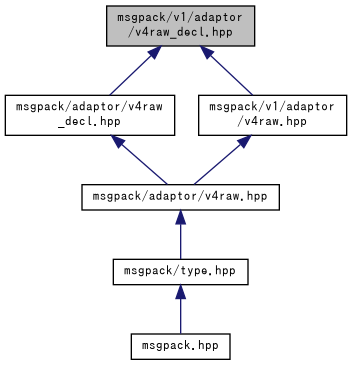 msgpack/v1/adaptor
/v4raw_decl.hpp
msgpack/adaptor/v4raw
_decl.hpp
msgpack/v1/adaptor
/v4raw.hpp
msgpack/adaptor/v4raw.hpp
msgpack/type.hpp
msgpack.hpp